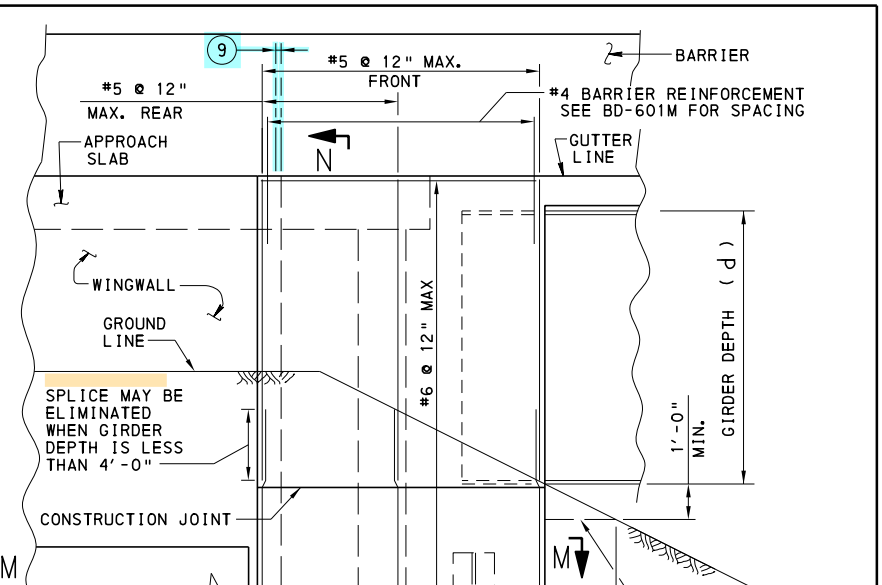 9
#5 @ 12" MAX.
FRONT
BARRIER
#5 @ 12"
MAX. REAR
#4 BARRIER REINFORCEMENT
SEE BD-601M FOR SPACING
APPROACH
SLAB
N
GUTTER
LINE
WINGWALL
GROUND
LINE
#6 @ 12" MAX
GIRDER DEPTH (d)
SPLICE MAY BE
ELIMINATED
WHEN GIRDER
DEPTH IS LESS
THAN 4'-0"
1'-0"
MIN.
CONSTRUCTION JOINT
M
M